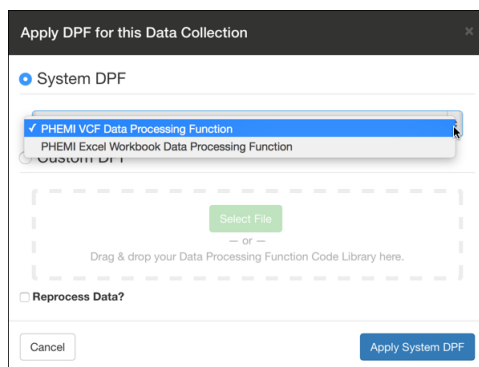 Apply DPF for this Data Collection ×
System DPF
✓ PHEMI VCF Data Processing Function
PHEMI Excel Workbook Data Processing Function
Custom DPF
Select File
— or —
Drag & drop your Data Processing Function Code Library here.
Reprocess Data?
Cancel Apply System DPF